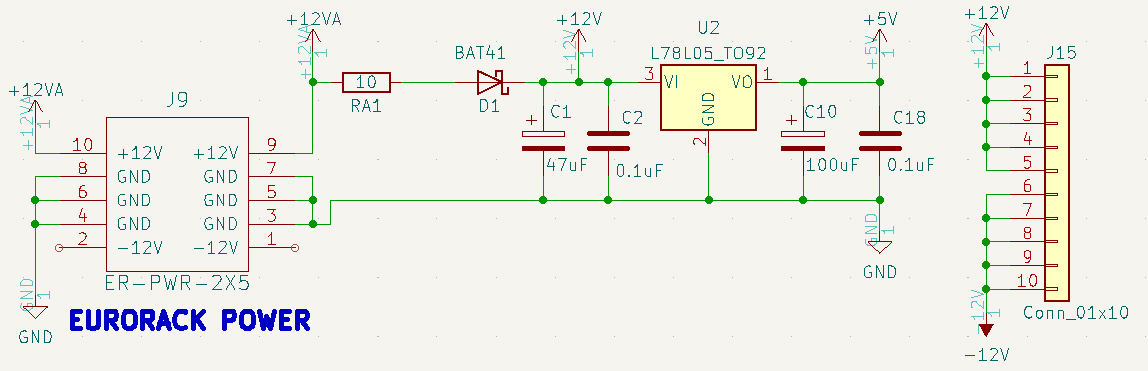 +12VA
+12VA
1
J9
10
+12V
8
GND
6
GND
4
GND
2
-12V
+12V
9
GND
7
GND
5
GND
3
-12V
1
ER-PWR-2X5
EURORACK POWER
GND
1
GND
+12VA
+12VA
1
10
RA1
BAT41
D1
+12V
+12V
1
C1
+
47uF
C2
0.1uF
U2
L78L05_TO92
3
VI
VO
1
GND
2
+5V
+5V
1
C10
+
100uF
C18
0.1uF
GND
1
GND
+12V
+12V
1
J15
1
2
3
4
5
6
7
8
9
10
Conn_01x10
-12V
1
-12V